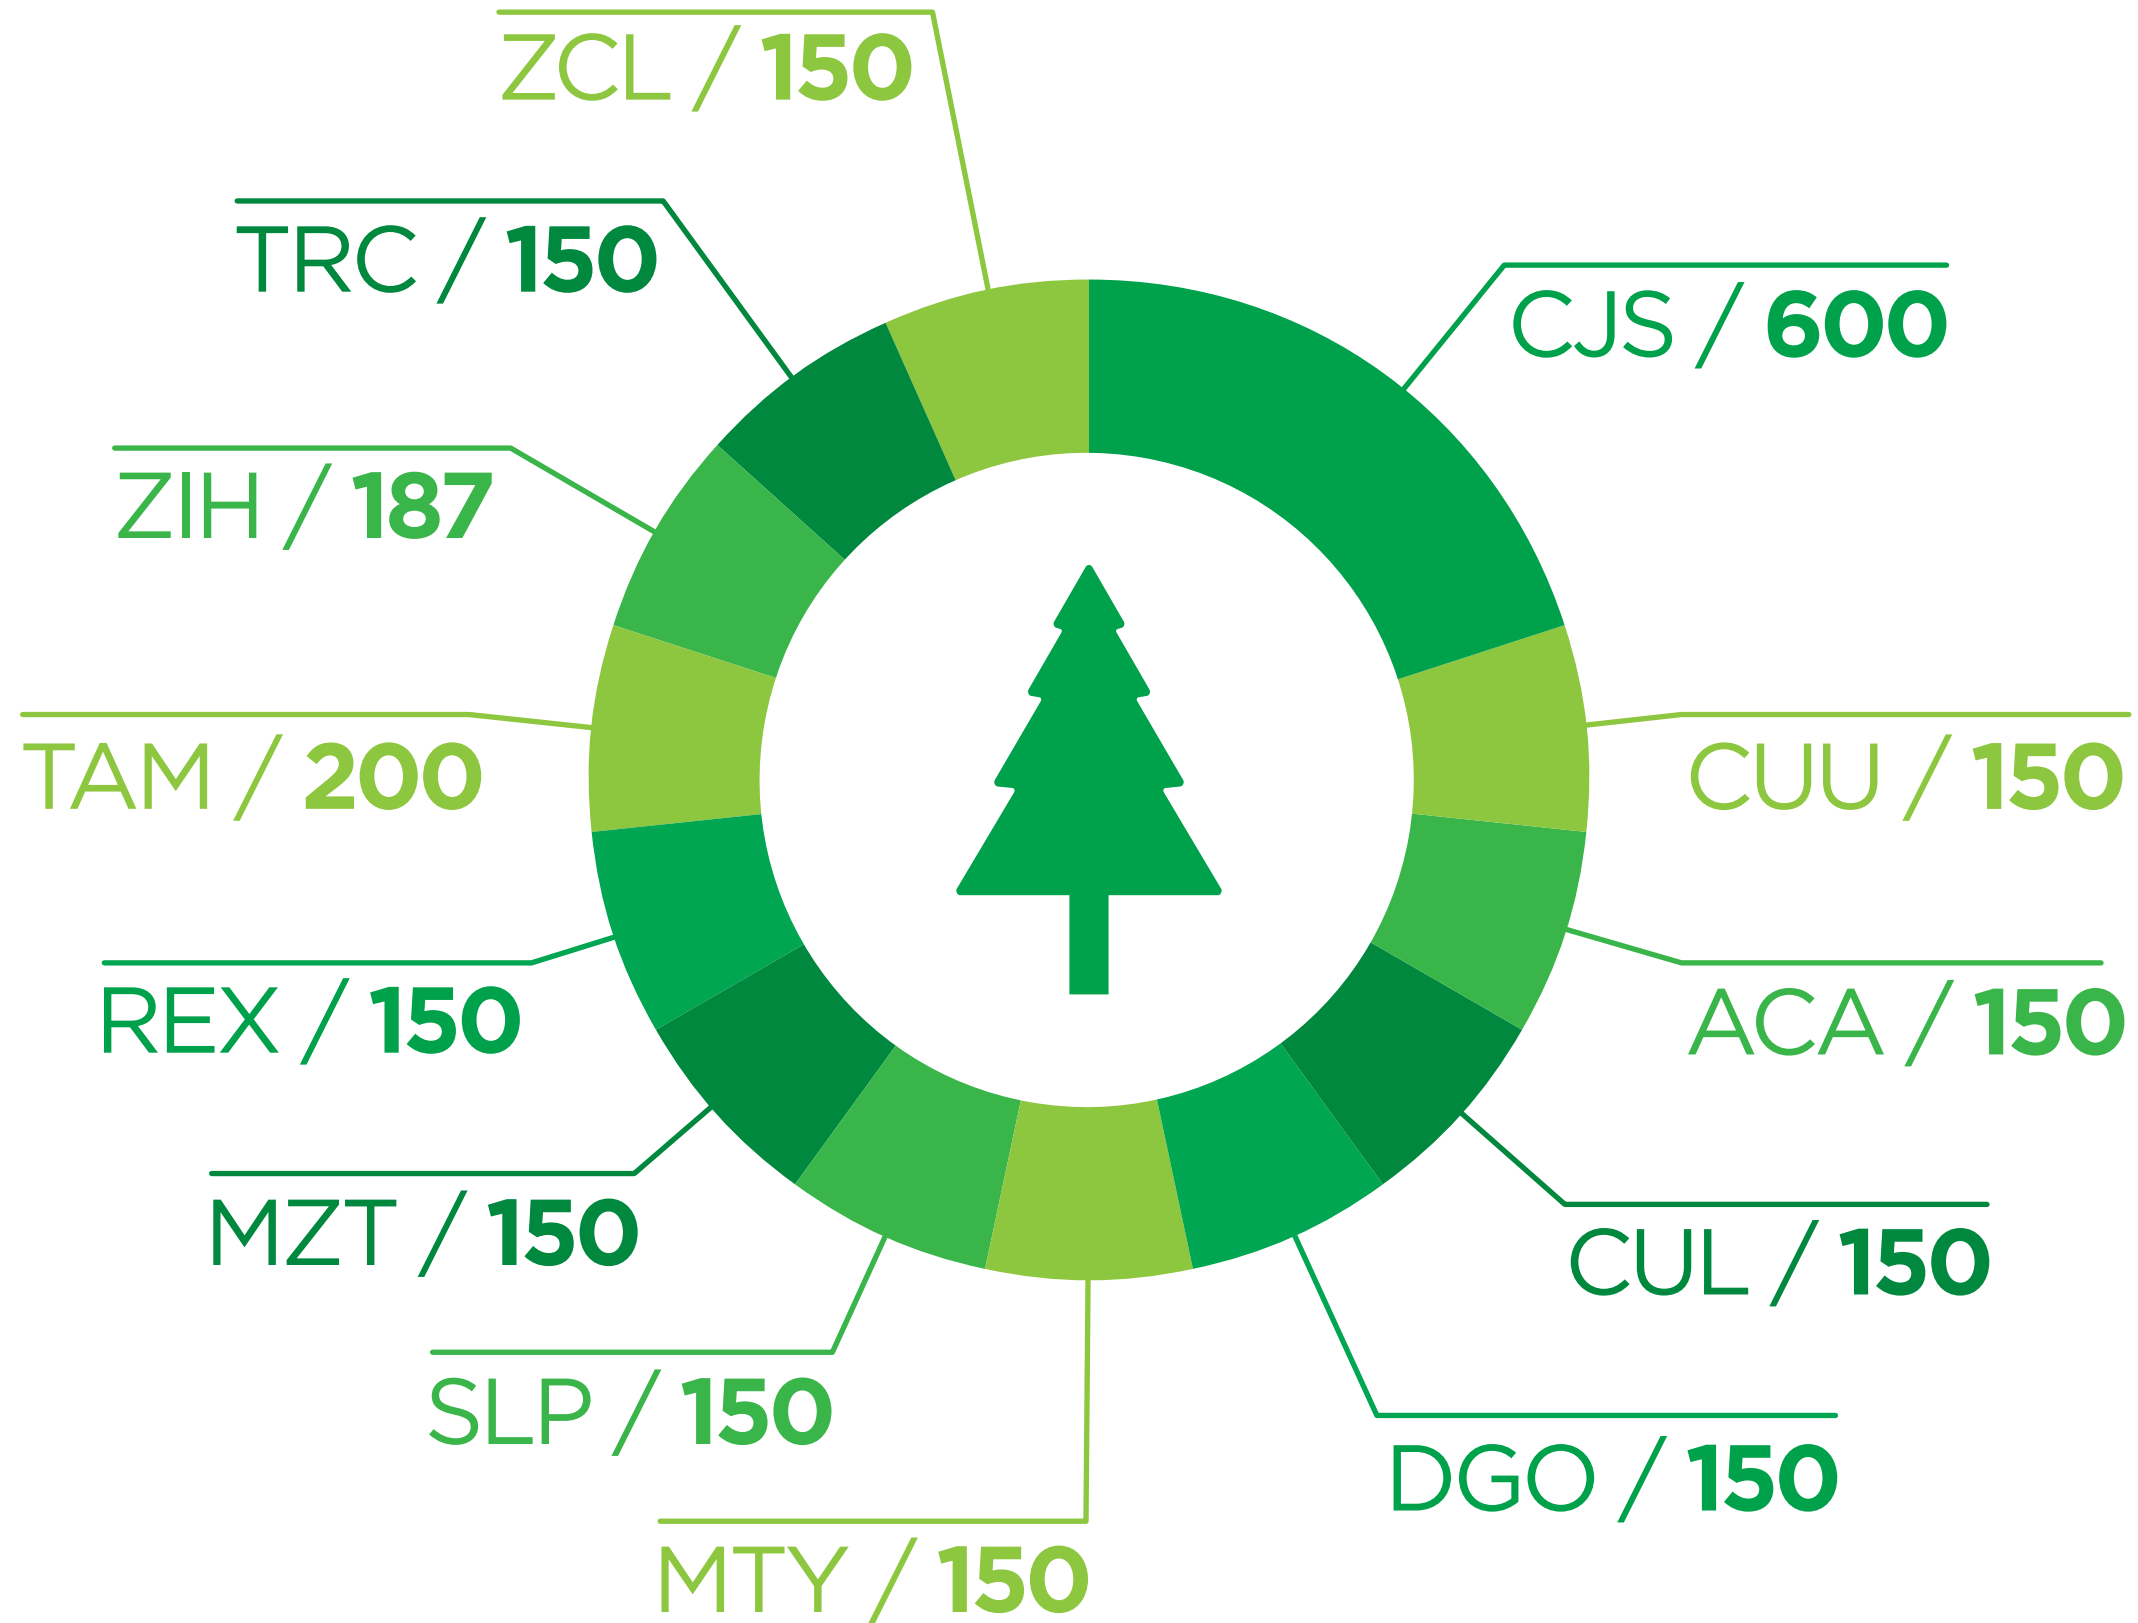 ZCL / 150
TRC / 150
CJS / 600
ZIH / 187
TAM / 200
CUU / 150
REX / 150
ACA / 150
MZT / 150
CUL / 150
SLP / 150
DGO / 150
MTY / 150